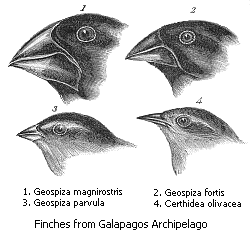 1
2
3
4
1. Geospiza magnirostris 2. Geospiza fortis
3. Geospiza parvula 4. Certhidea olivacea
Finches from Galapagos Archipelago